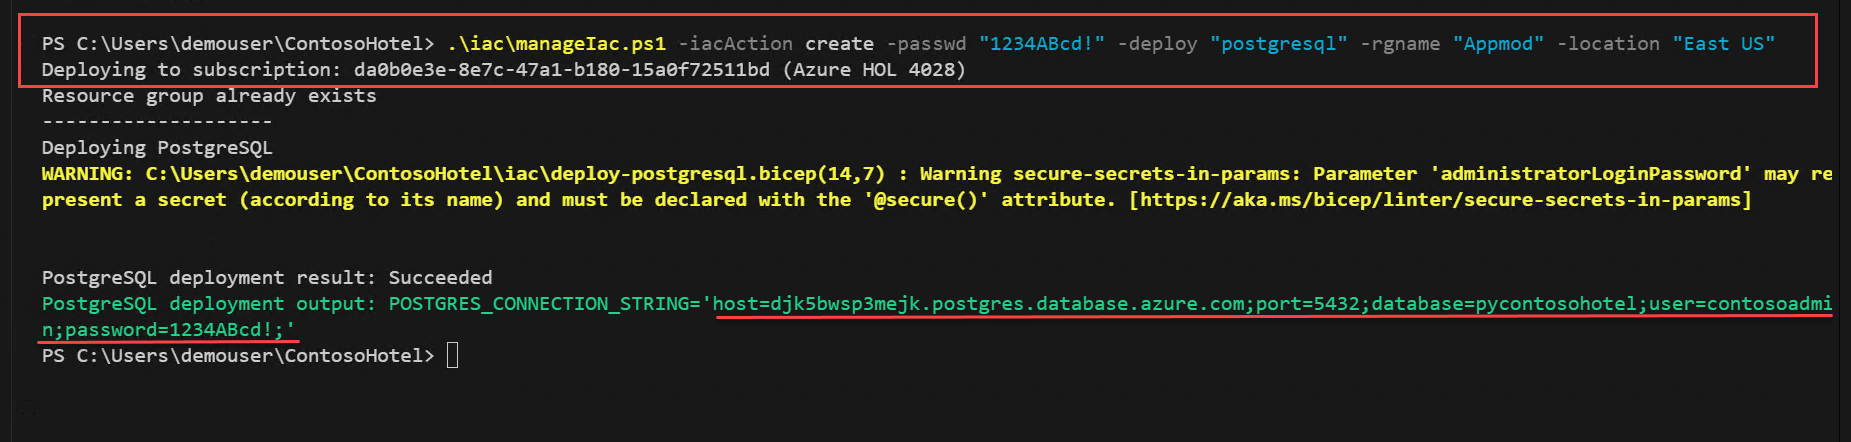 PS C:\Users\demouser\ContosoHotel> .\iac\manageIac.ps1 -iacAction create -passwd "1234ABcd!" -deploy "postgresql" -rgname "Appmod" -location "East US"
Deploying to subscription: da0b0e3e-8e7c-47a1-b180-15a0f72511bd (Azure HOL 4028)
Resource group already exists
--------------------
Deploying PostgreSQL
WARNING: C:\Users\demouser\ContosoHotel\iac\deploy-postgresql.bicep(14,7) : Warning secure-secrets-in-params: Parameter 'administratorLoginPassword' may re
present a secret (according to its name) and must be declared with the '@secure()' attribute. [https://aka.ms/bicep/linter/secure-secrets-in-params]
PostgreSQL deployment result: Succeeded
PostgreSQL deployment output: POSTGRES_CONNECTION_STRING='host=djk5bwsp3mejk.postgres.database.azure.com;port=5432;database=pycontosohotel;user=contosoadmi
n;password=1234ABcd!;'
PS C:\Users\demouser\ContosoHotel>